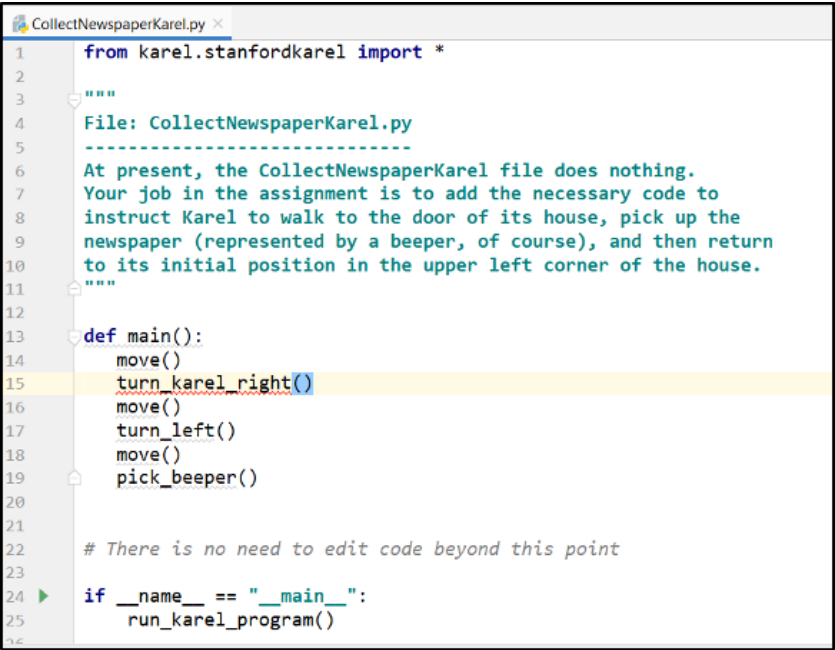 CollectNewspaperKarel.py ×
1 from karel.stanfordkarel import *
2
3 """
4 File: CollectNewspaperKarel.py
5 ------------------------------
6 At present, the CollectNewspaperKarel file does nothing.
7 Your job in the assignment is to add the necessary code to
8 instruct Karel to walk to the door of its house, pick up the
9 newspaper (represented by a beeper, of course), and then return
10 to its initial position in the upper left corner of the house.
11 """
12
13 def main():
14 move()
15 turn_karel_right()
16 move()
17 turn_left()
18 move()
19 pick_beeper()
20
21
22 # There is no need to edit code beyond this point
23
24 if __name__ == "__main__":
25 run_karel_program()
26